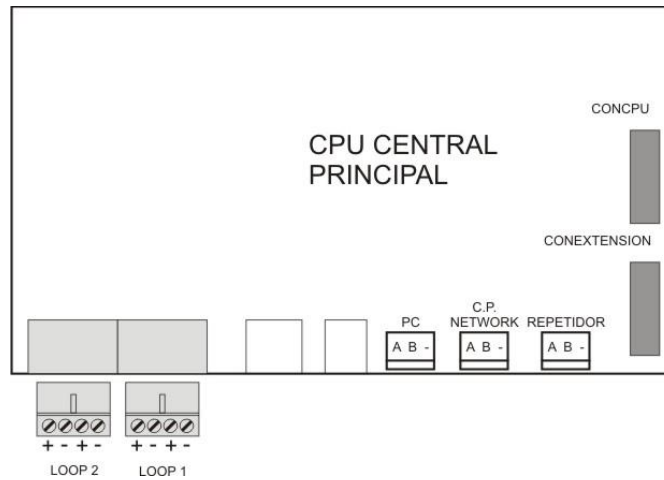 CONCPU
CPU CENTRAL
PRINCIPAL
CONEXTENSION
PC
C.P.
NETWORK
REPETIDOR
A B -
A B -
A B -
+ - + -
+ - + -
LOOP 2
LOOP 1